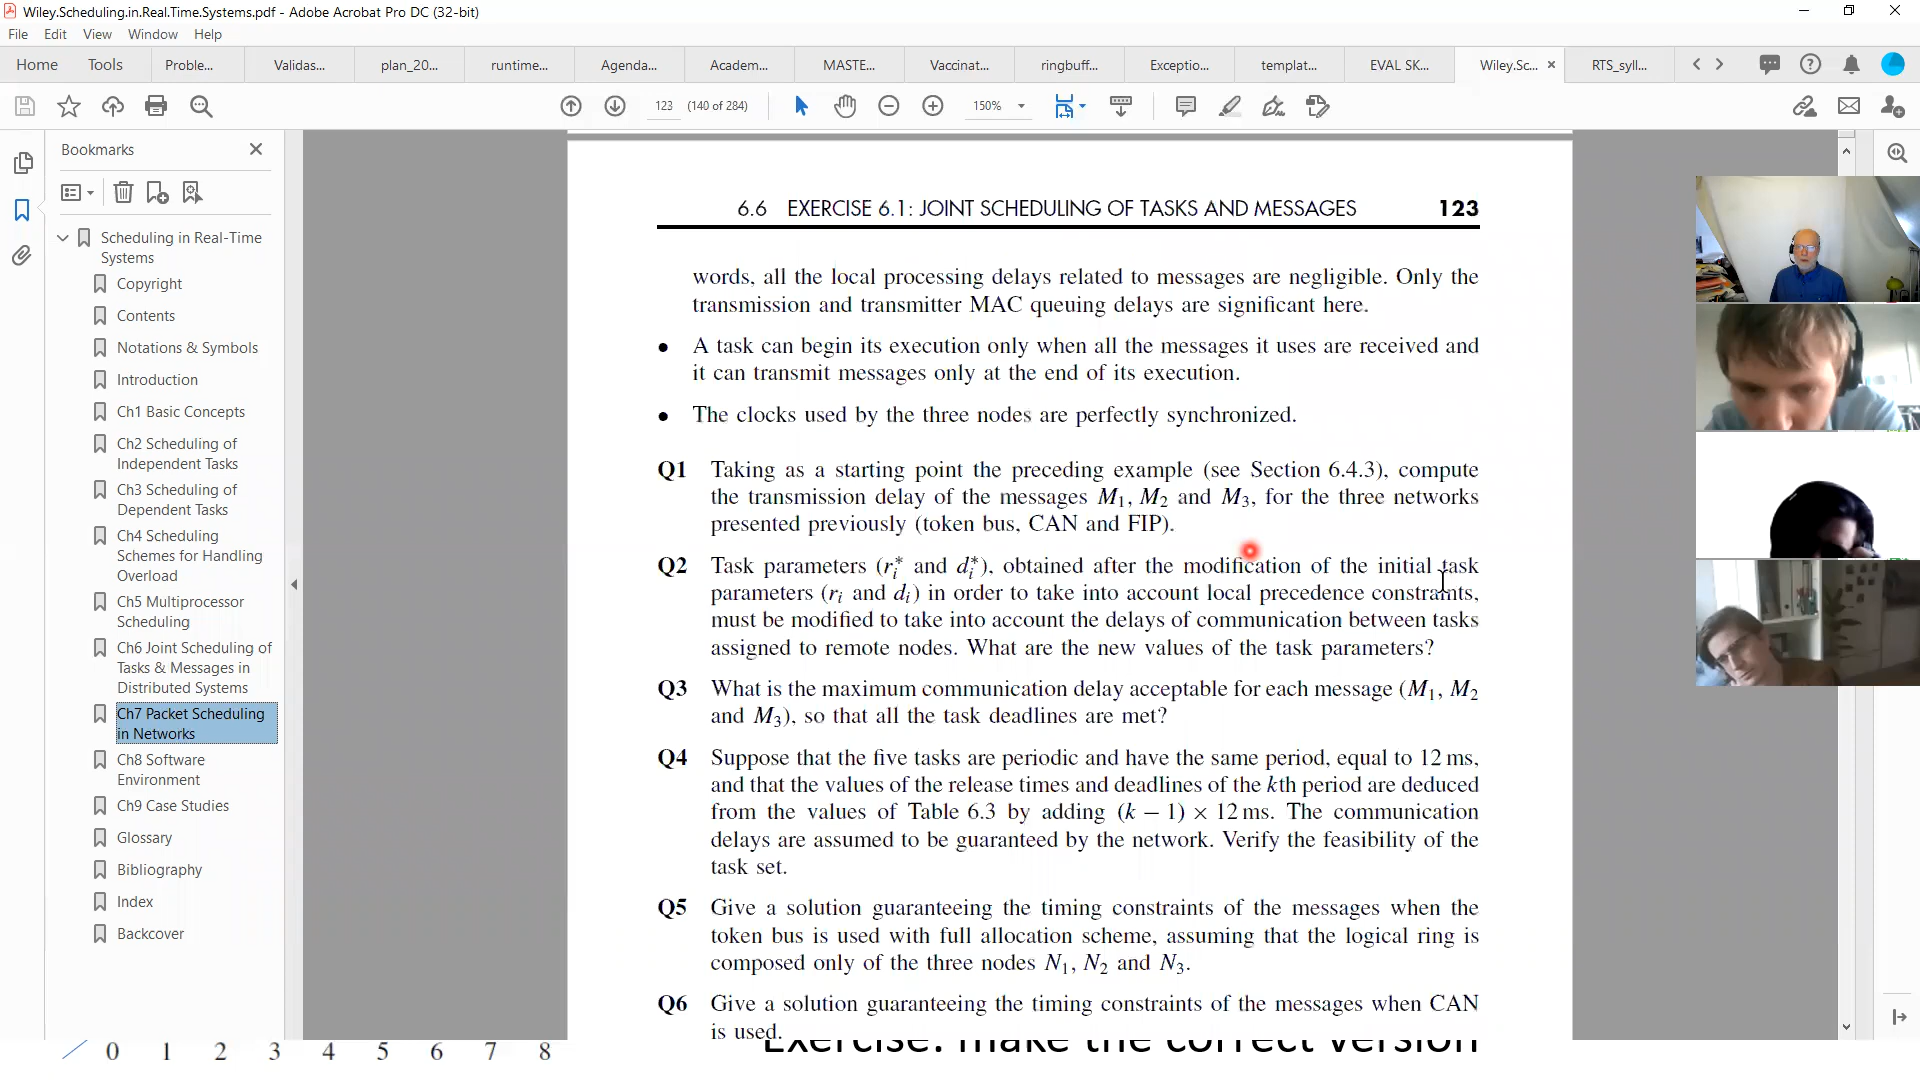 Wiley.Scheduling.in.Real.Time.Systems.pdf - Adobe Acrobat Pro DC (32-bit)
File Edit View Window Help
Home Tools Proble... Validas... plan_20... runtime... Agenda... Academ... MASTE... Vaccinat... ringbuff... Exceptio... templat... EVAL SK... Wiley.Sc... RTS_syll...
123 (140 of 284) 150%
Bookmarks
Scheduling in Real-Time
Systems
Copyright
Contents
Notations & Symbols
Introduction
Ch1 Basic Concepts
Ch2 Scheduling of
Independent Tasks
Ch3 Scheduling of
Dependent Tasks
Ch4 Scheduling
Schemes for Handling
Overload
Ch5 Multiprocessor
Scheduling
Ch6 Joint Scheduling of
Tasks & Messages in
Distributed Systems
Ch7 Packet Scheduling
in Networks
Ch8 Software
Environment
Ch9 Case Studies
Glossary
Bibliography
Index
Backcover
6.6 EXERCISE 6.1: JOINT SCHEDULING OF TASKS AND MESSAGES 123
words, all the local processing delays related to messages are negligible. Only the
transmission and transmitter MAC queuing delays are significant here.
• A task can begin its execution only when all the messages it uses are received and
it can transmit messages only at the end of its execution.
• The clocks used by the three nodes are perfectly synchronized.
Q1 Taking as a starting point the preceding example (see Section 6.4.3), compute
the transmission delay of the messages M₁, M₂ and M₃, for the three networks
presented previously (token bus, CAN and FIP).
Q2 Task parameters (rᵢ* and dᵢ*), obtained after the modification of the initial task
parameters (rᵢ and dᵢ) in order to take into account local precedence constraints,
must be modified to take into account the delays of communication between tasks
assigned to remote nodes. What are the new values of the task parameters?
Q3 What is the maximum communication delay acceptable for each message (M₁, M₂
and M₃), so that all the task deadlines are met?
Q4 Suppose that the five tasks are periodic and have the same period, equal to 12 ms,
and that the values of the release times and deadlines of the kth period are deduced
from the values of Table 6.3 by adding (k − 1) × 12 ms. The communication
delays are assumed to be guaranteed by the network. Verify the feasibility of the
task set.
Q5 Give a solution guaranteeing the timing constraints of the messages when the
token bus is used with full allocation scheme, assuming that the logical ring is
composed only of the three nodes N₁, N₂ and N₃.
Q6 Give a solution guaranteeing the timing constraints of the messages when CAN
is used.
Exercise: make the correct version
0 1 2 3 4 5 6 7 8